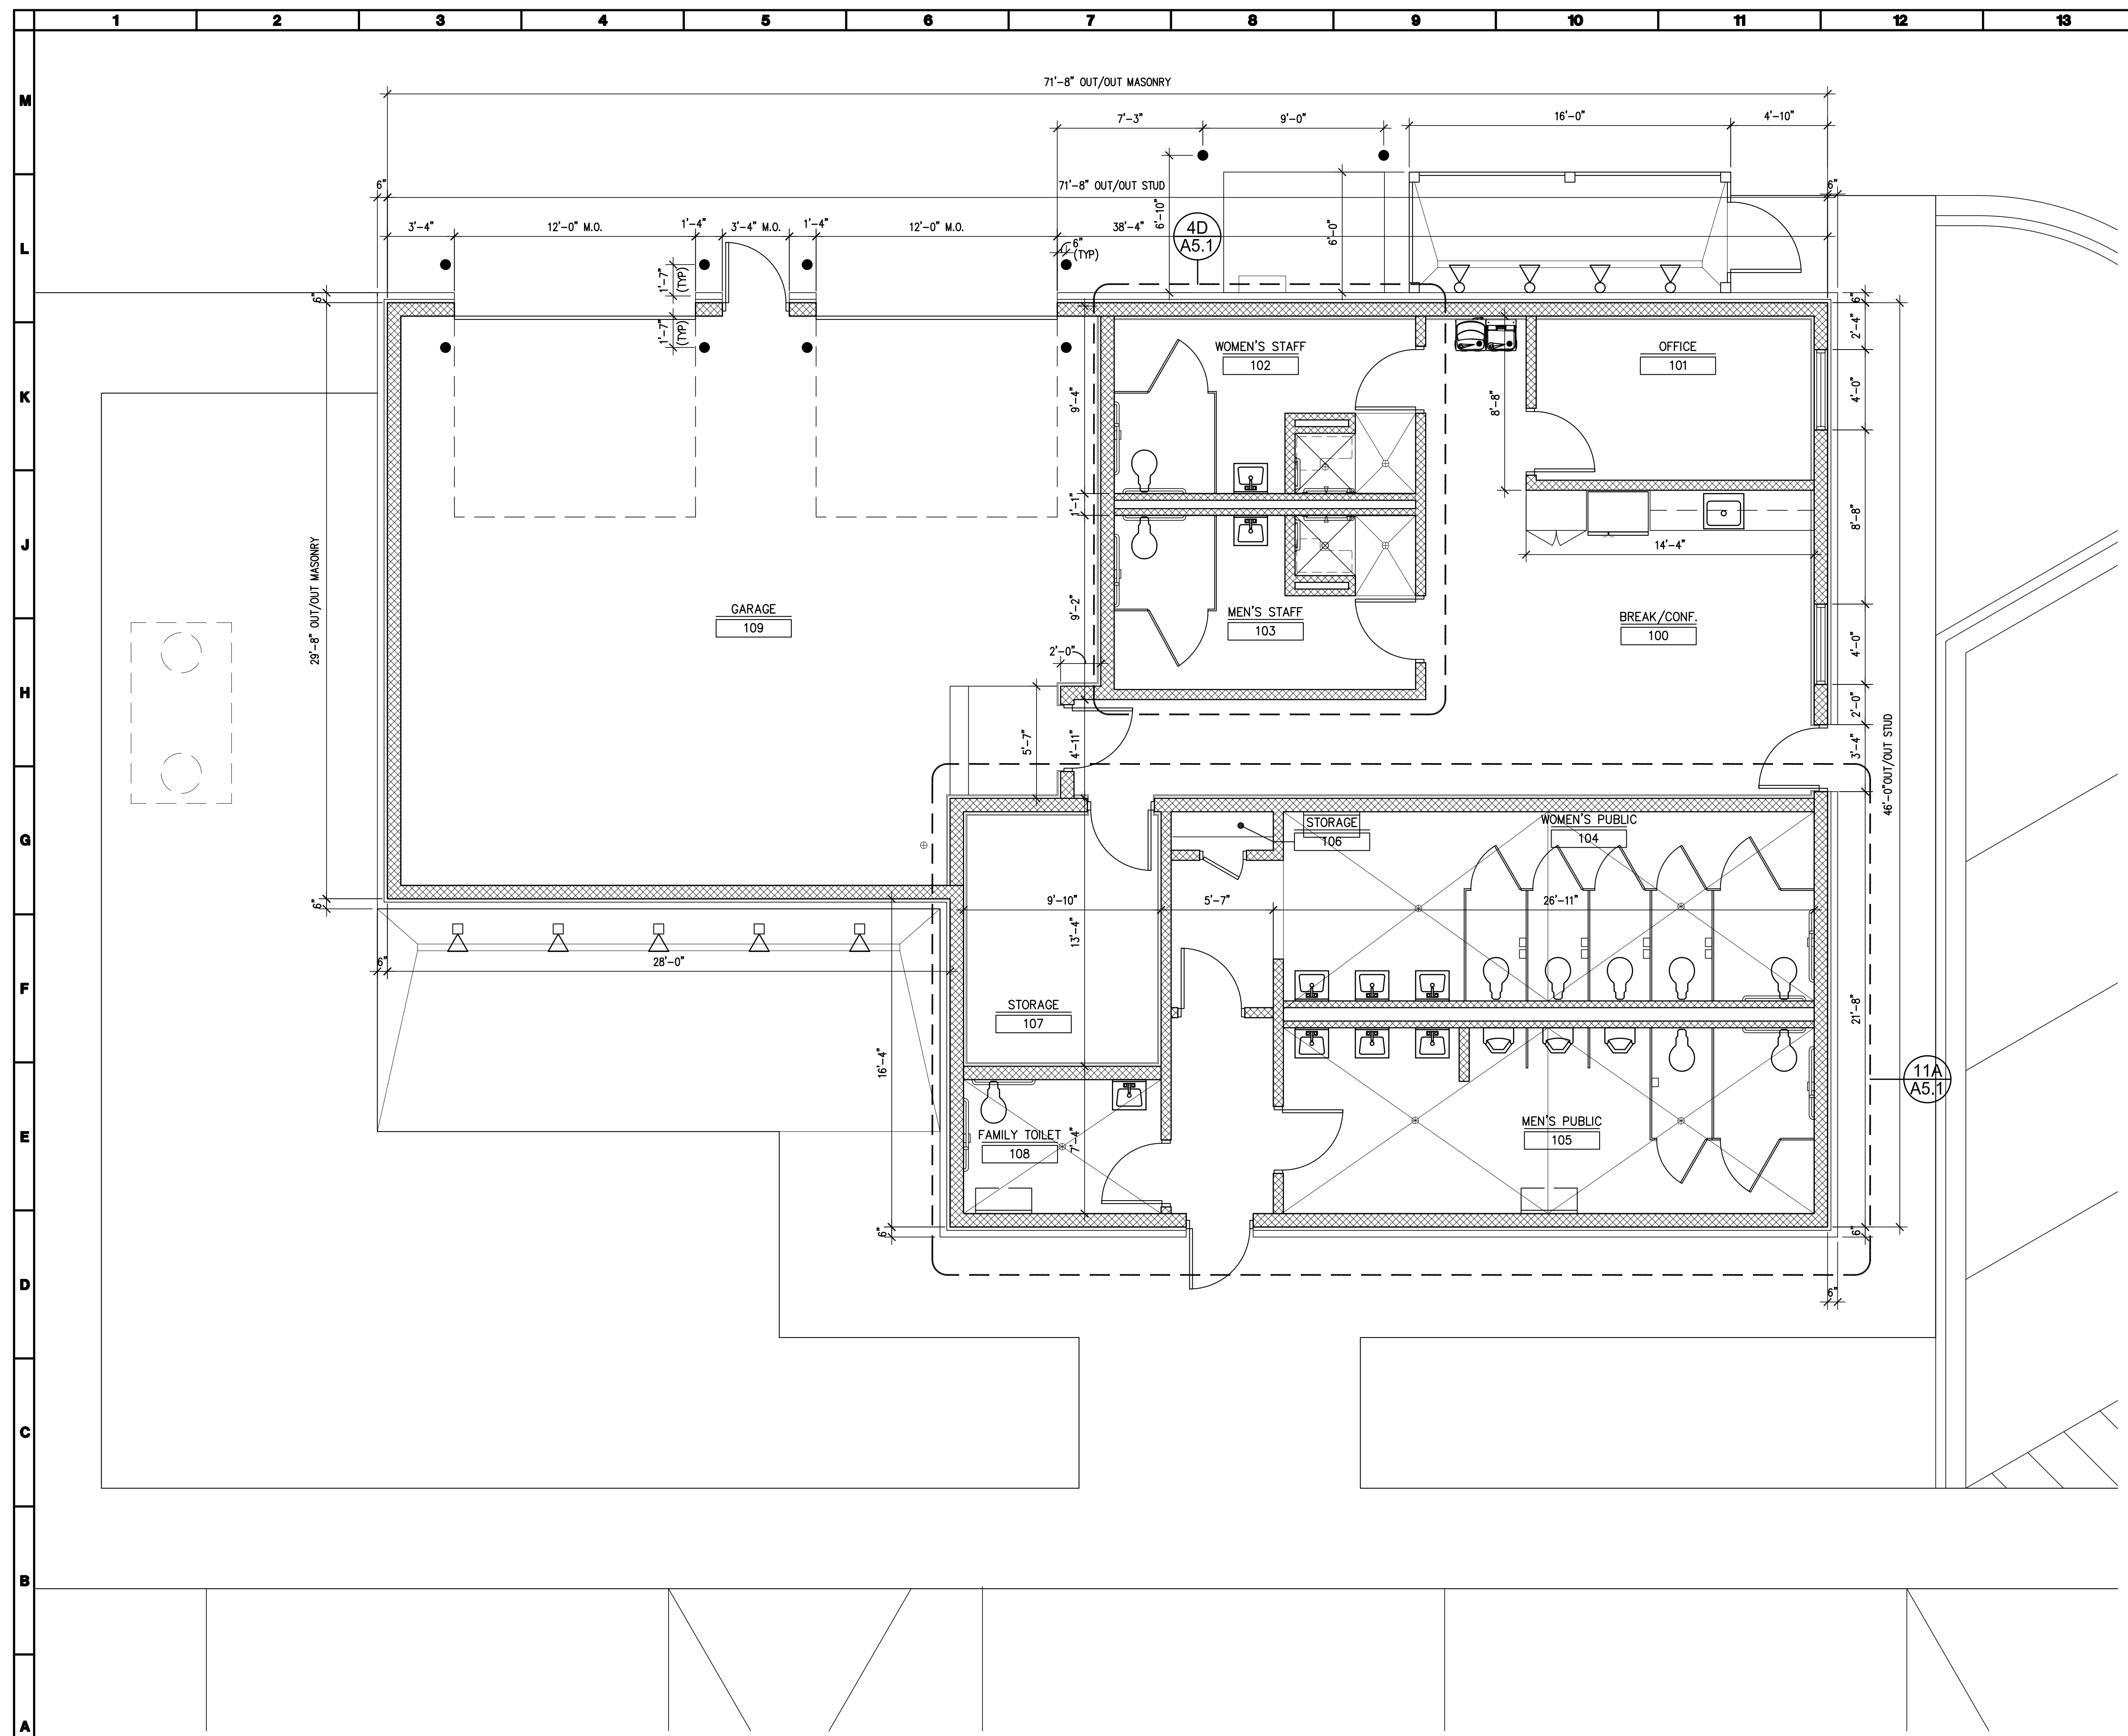 1 2 3 4 5 6 7 8 9 10 11 12 13
M
L
K
J
H
G
F
E
D
C
B
A
71'-8" OUT/OUT MASONRY
7'-3" 9'-0" 16'-0" 4'-10"
6" 71'-8" OUT/OUT STUD 6"
3'-4" 12'-0" M.O. 1'-4" 3'-4" M.O. 1'-4" 12'-0" M.O. 38'-4"
6'-10"
6'-0"
4D
A5.1
6"
(TYP)
1'-7"
(TYP)
1'-7"
(TYP)
6"
6"
2'-4"
WOMEN'S STAFF
102
OFFICE
101
9'-4"
8'-8"
4'-0"
1'-1"
8'-8"
14'-4"
29'-8" OUT/OUT MASONRY
GARAGE
109
9'-2"
MEN'S STAFF
103
BREAK/CONF.
100
4'-0"
2'-0"
2'-0"
5'-7"
4'-11"
3'-4"
46'-0"OUT/OUT STUD
STORAGE
106
WOMEN'S PUBLIC
104
6"
9'-10" 5'-7" 26'-11"
13'-4"
6" 28'-0"
STORAGE
107
21'-8"
16'-4"
11A
A5.1
FAMILY TOILET
108
7'-4"
MEN'S PUBLIC
105
6"
6"
6"